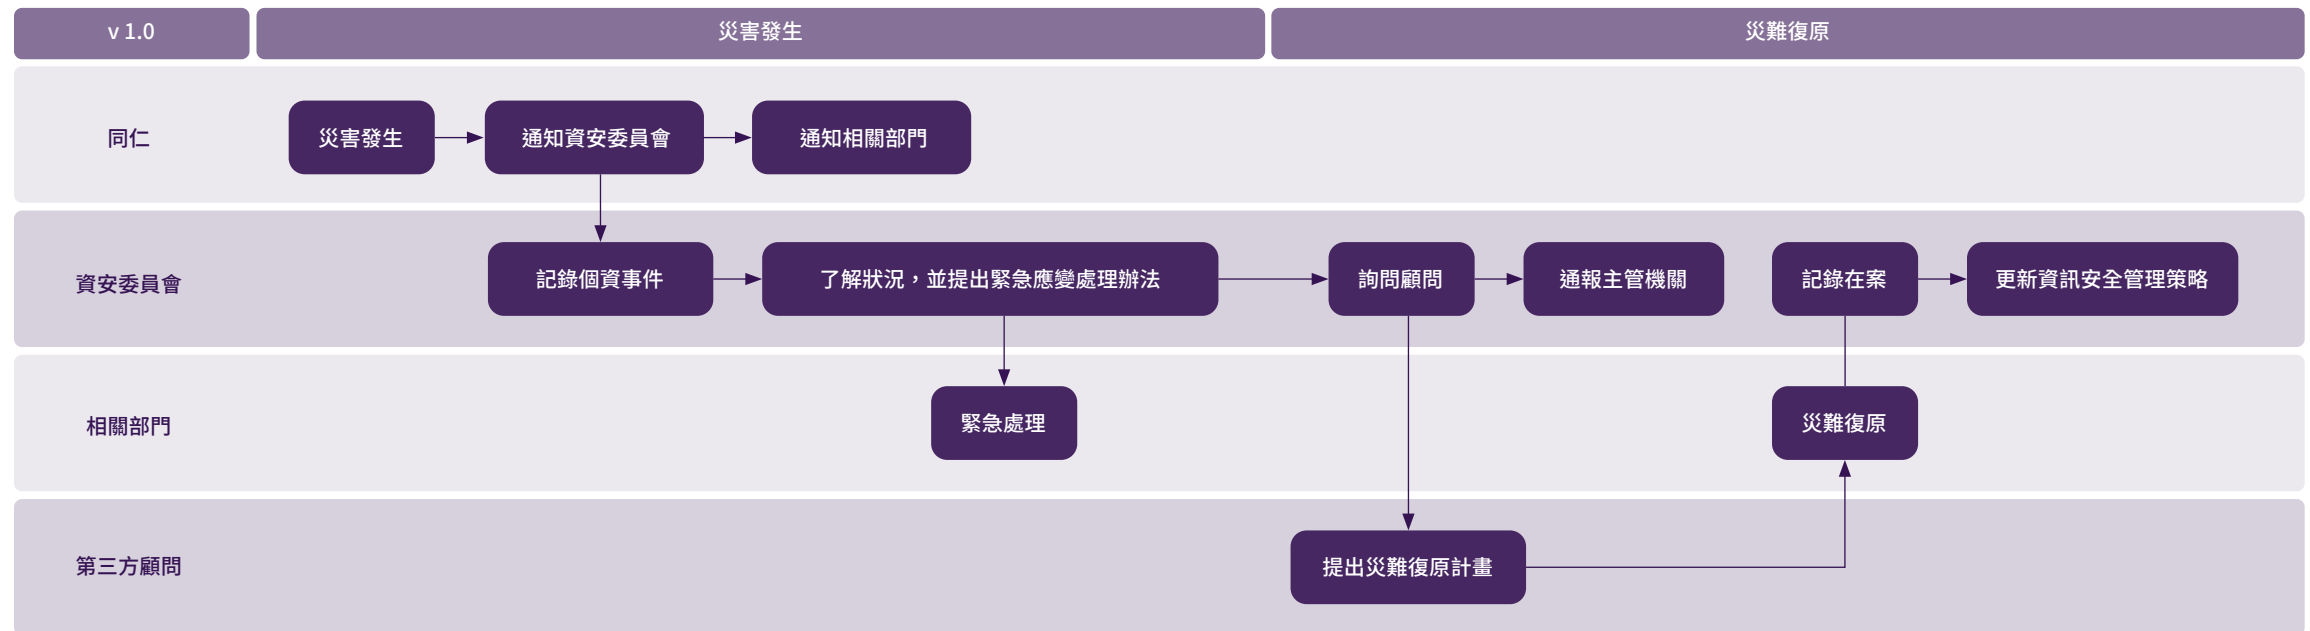 v 1.0
災害發生
災難復原
同仁
災害發生
通知資安委員會
通知相關部門
資安委員會
記錄個資事件
了解狀況，並提出緊急應變處理辦法
詢問顧問
通報主管機關
記錄在案
更新資訊安全管理策略
相關部門
緊急處理
災難復原
第三方顧問
提出災難復原計畫